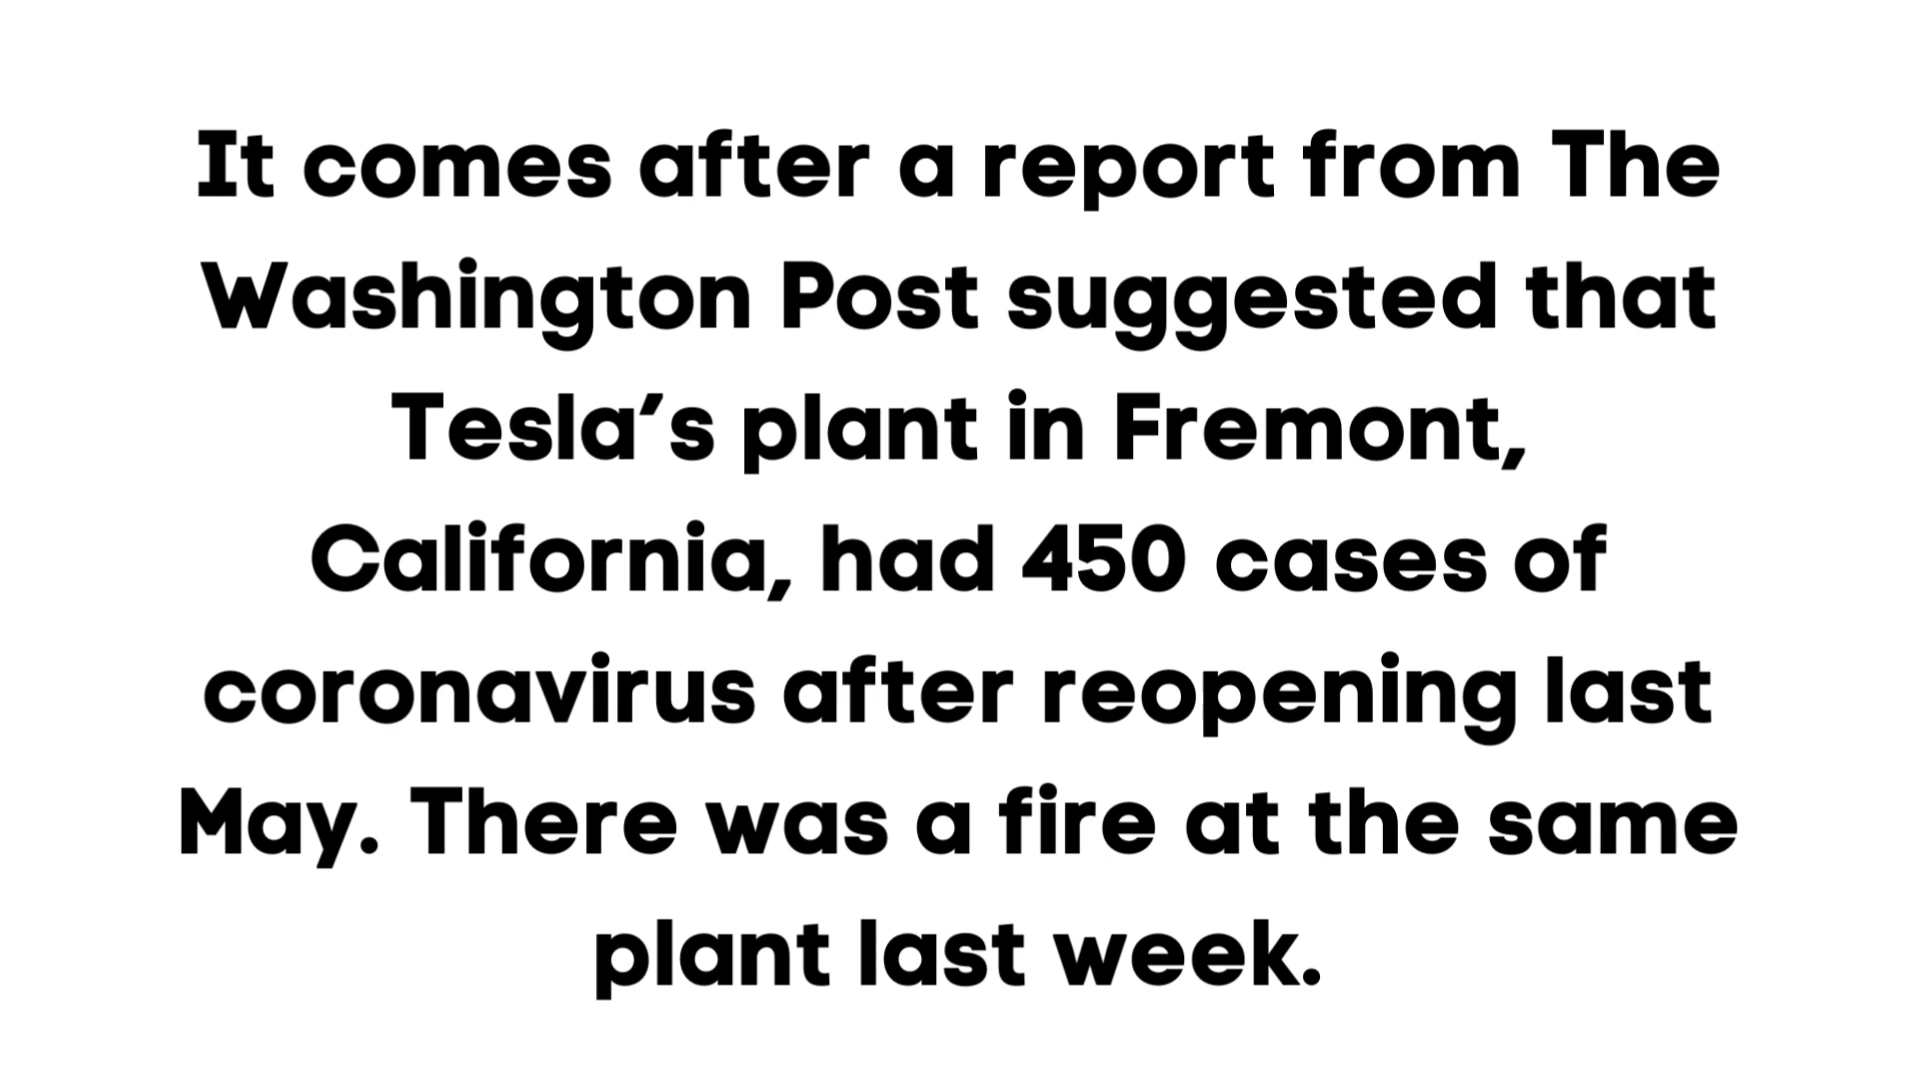 It comes after a report from The
Washington Post suggested that
Tesla’s plant in Fremont,
California, had 450 cases of
coronavirus after reopening last
May. There was a fire at the same
plant last week.